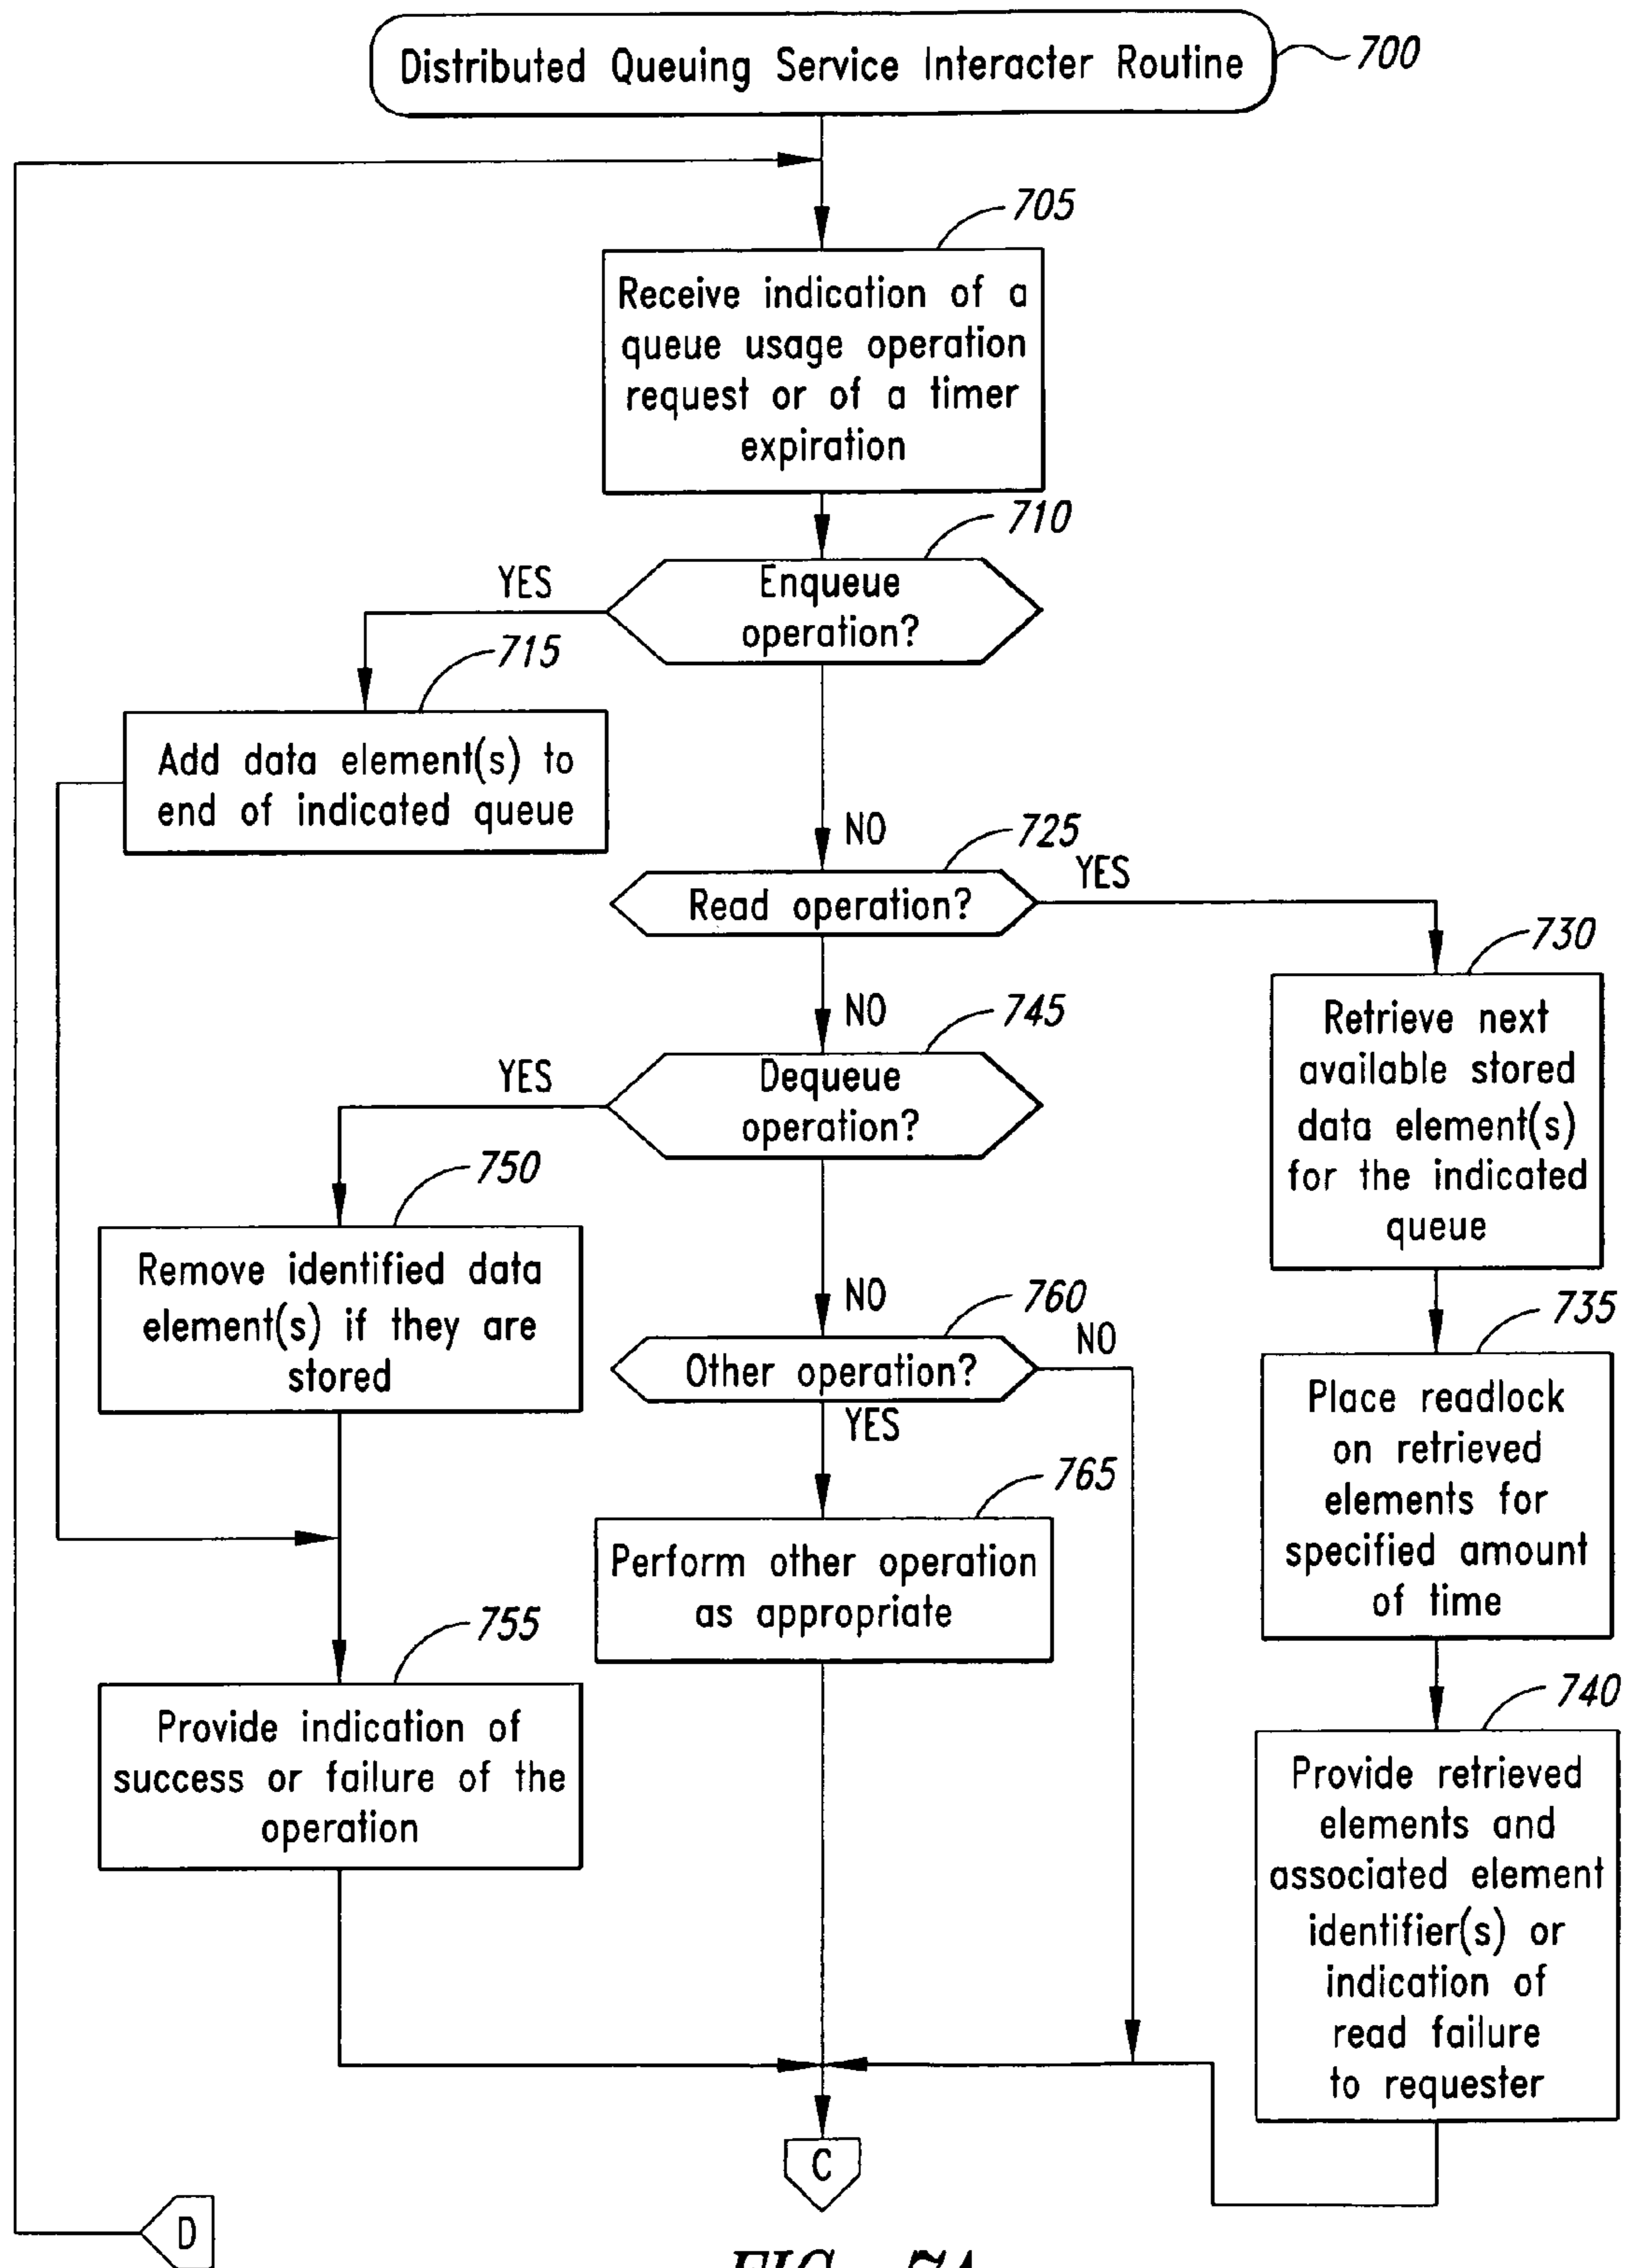 Distributed Queuing Service Interacter Routine
700
705
Receive indication of a
queue usage operation
request or of a timer
expiration
710
YES
Enqueue
operation?
715
Add data element(s) to
end of indicated queue
NO
725
YES
Read operation?
730
Retrieve next
available stored
data element(s)
for the indicated
queue
NO
745
YES
Dequeue
operation?
750
Remove identified data
element(s) if they are
stored
NO
760
NO
Other operation?
YES
735
Place readlock
on retrieved
elements for
specified amount
of time
765
Perform other operation
as appropriate
755
Provide indication of
success or failure of the
operation
740
Provide retrieved
elements and
associated element
identifier(s) or
indication of
read failure
to requester
C
D
FIG. 7A